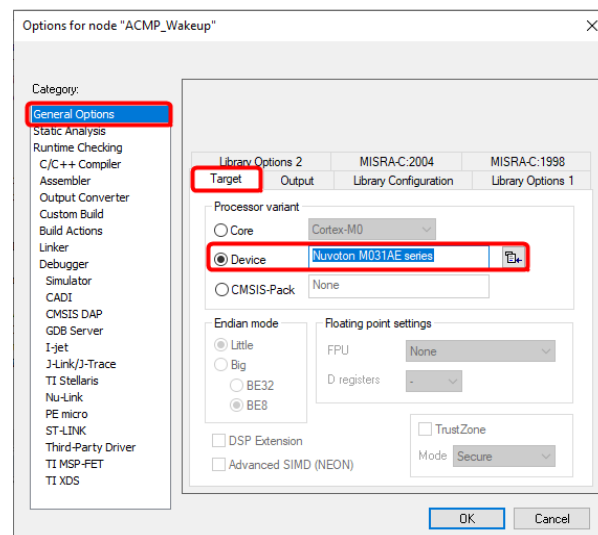 Options for node "ACMP_Wakeup"
Category:
General Options
Static Analysis
Runtime Checking
C/C++ Compiler
Assembler
Output Converter
Custom Build
Build Actions
Linker
Debugger
Simulator
CADI
CMSIS DAP
GDB Server
I-jet
J-Link/J-Trace
TI Stellaris
Nu-Link
PE micro
ST-LINK
Third-Party Driver
TI MSP-FET
TI XDS
Library Options 2 MISRA-C:2004 MISRA-C:1998
Target Output Library Configuration Library Options 1
Processor variant
Core Cortex-M0
Device Nuvoton M031AE series
CMSIS-Pack None
Endian mode
Little
Big
BE32
BE8
Floating point settings
FPU None
D registers -
DSP Extension
Advanced SIMD (NEON)
TrustZone
Mode Secure
OK Cancel